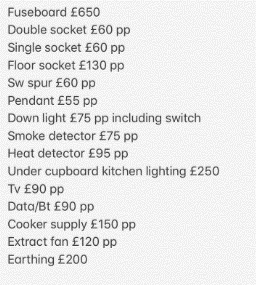 Fuseboard £650
Double socket £60 pp
Single socket £60 pp
Floor socket £130 pp
Sw spur £60 pp
Pendant £55 pp
Down light £75 pp including switch
Smoke detector £75 pp
Heat detector £95 pp
Under cupboard kitchen lighting £250
Tv £90 pp
Data/Bt £90 pp
Cooker supply £150 pp
Extract fan £120 pp
Earthing £200